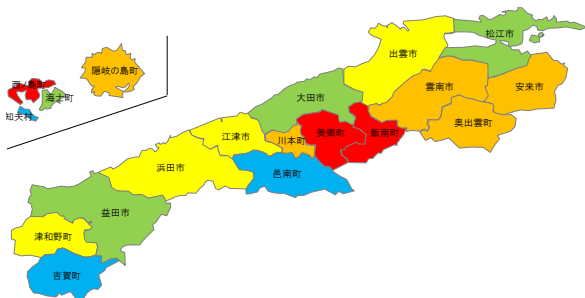 松江市
出雲市
隠岐の島町
西ノ島町
海士町
知夫村
安来市
雲南市
大田市
奥出雲町
江津市
川本町
美郷町
飯南町
浜田市
邑南町
益田市
津和野町
吉賀町